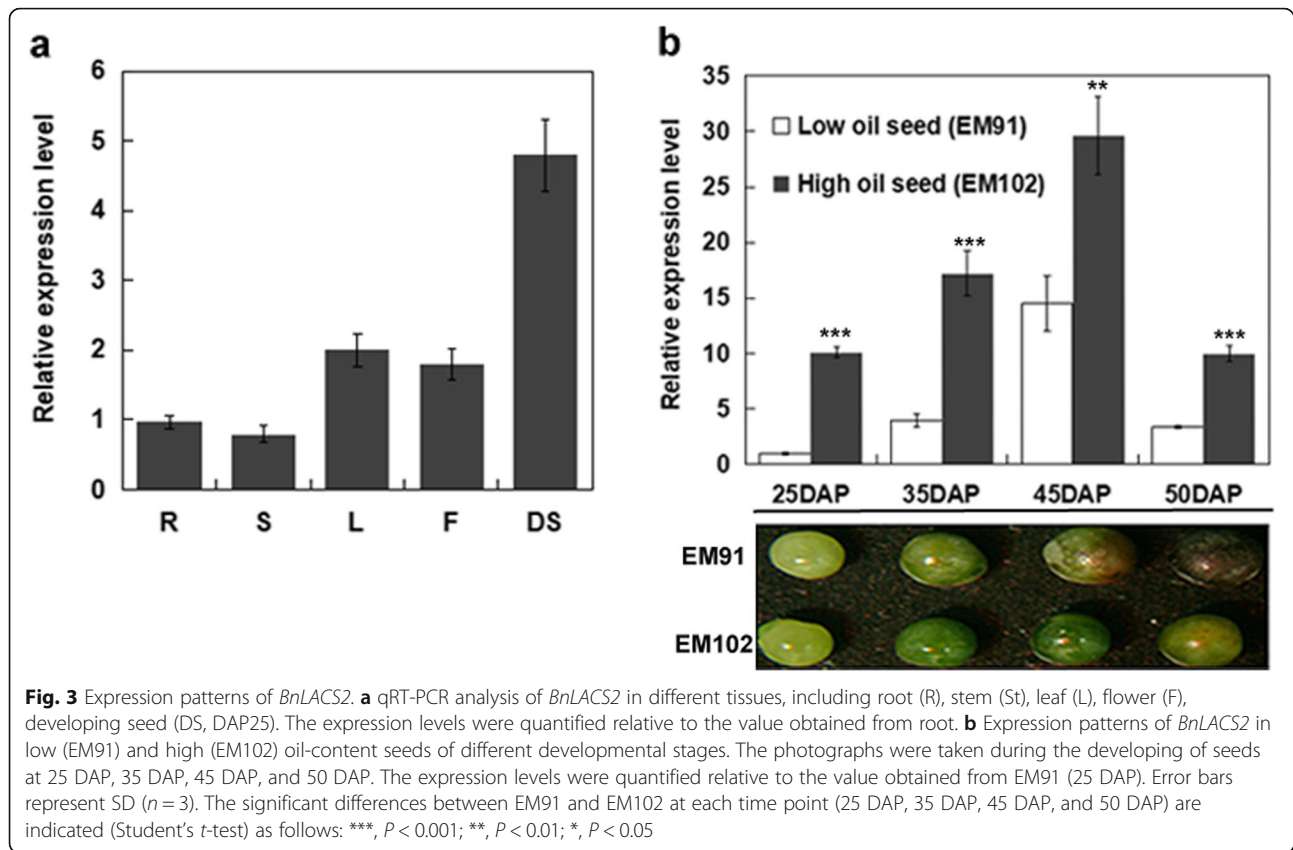 a
6
5
4
3
2
1
0
Relative expression level
R S L F DS
b
35
30
25
20
15
10
5
0
Relative expression level
Low oil seed (EM91)
High oil seed (EM102)
***
***
**
***
25DAP 35DAP 45DAP 50DAP
EM91
EM102
Fig. 3 Expression patterns of BnLACS2. a qRT-PCR analysis of BnLACS2 in different tissues, including root (R), stem (St), leaf (L), flower (F),
developing seed (DS, DAP25). The expression levels were quantified relative to the value obtained from root. b Expression patterns of BnLACS2 in
low (EM91) and high (EM102) oil-content seeds of different developmental stages. The photographs were taken during the developing of seeds
at 25 DAP, 35 DAP, 45 DAP, and 50 DAP. The expression levels were quantified relative to the value obtained from EM91 (25 DAP). Error bars
represent SD (n = 3). The significant differences between EM91 and EM102 at each time point (25 DAP, 35 DAP, 45 DAP, and 50 DAP) are
indicated (Student's t-test) as follows: ***, P < 0.001; **, P < 0.01; *, P < 0.05